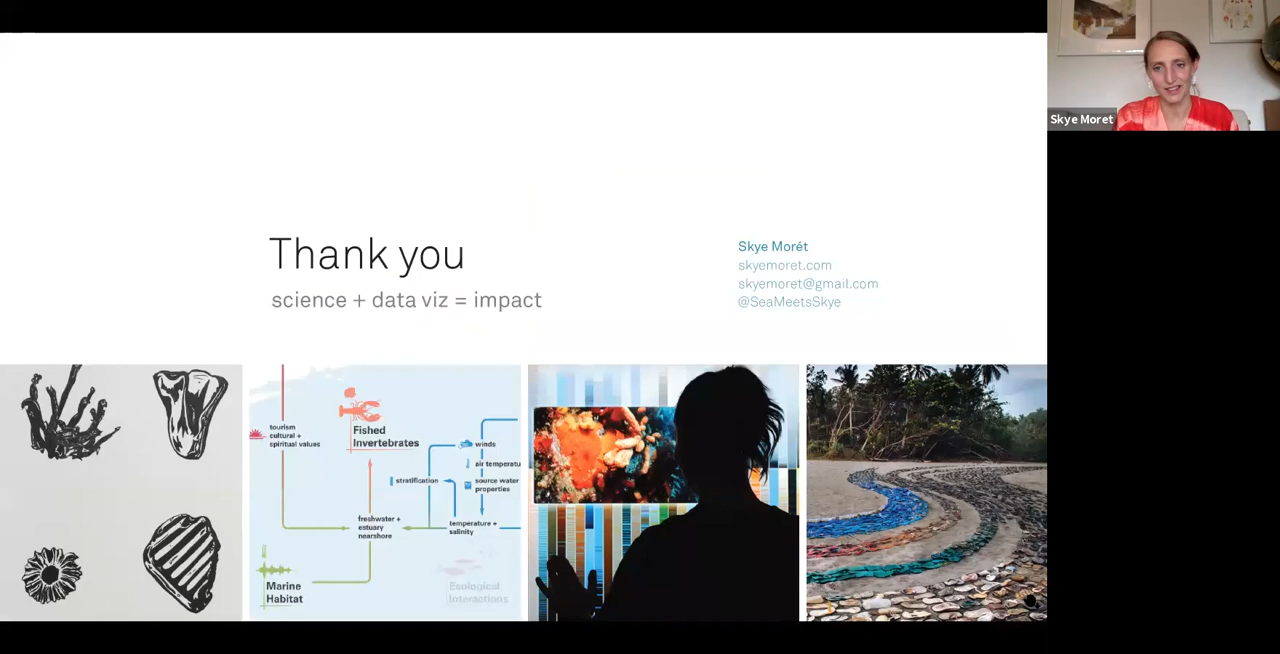 Thank you
science + data viz = impact
Skye Morét
skyemoret.com
skyemoret@gmail.com
@SeaMeetsSkye
Skye Moret
tourism
cultural +
spiritual values
Fished
Invertebrates
winds
air temperatu
stratification
source water
properties
freshwater +
estuary
nearshore
temperature +
salinity
Marine
Habitat
Ecological
Interactions